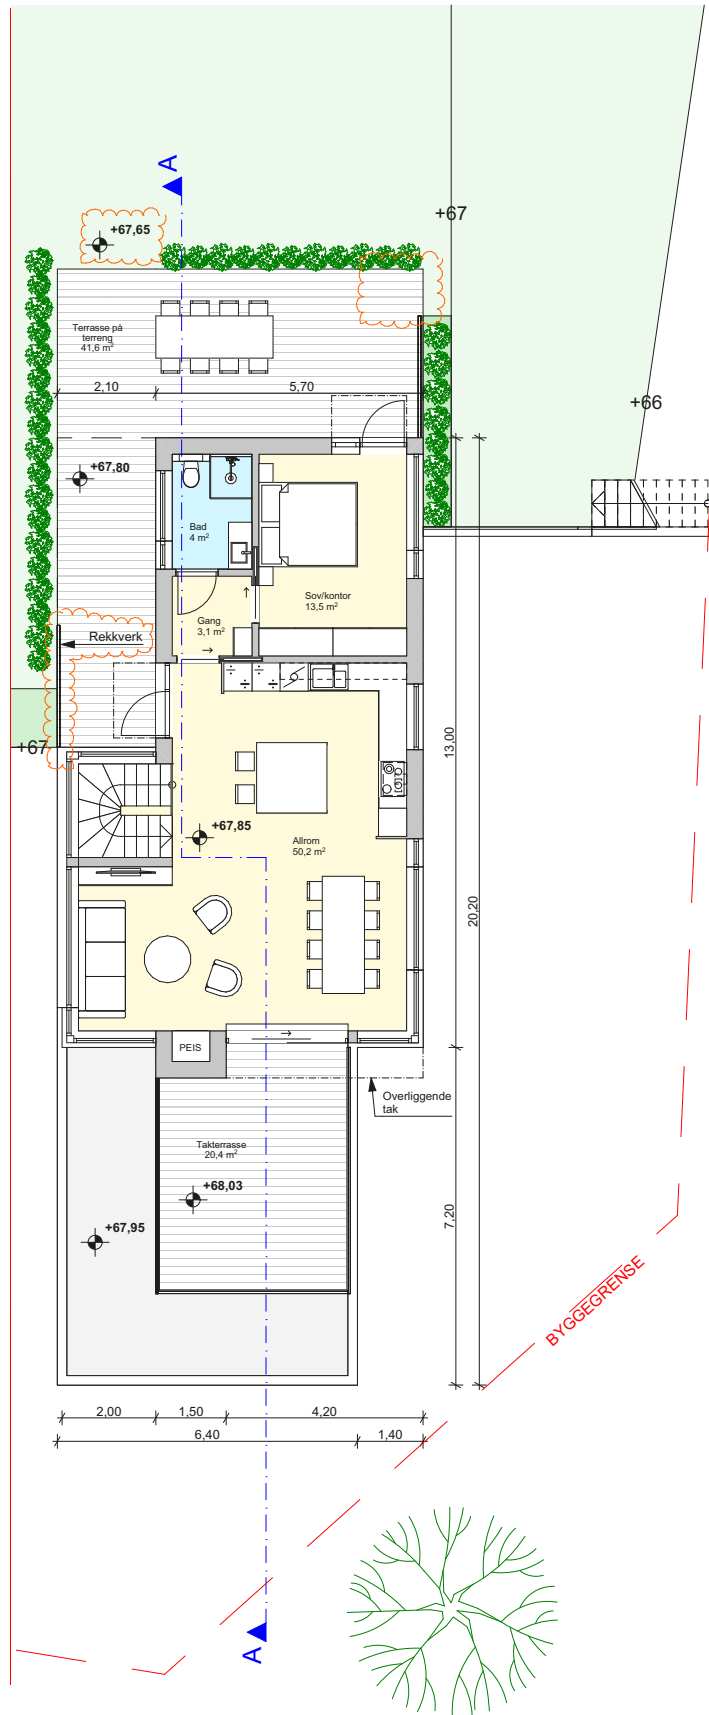 A
+67,65
+67
Terrasse på
terreng
41,6 m²
2,10
5,70
+66
+67,80
Bad
4 m²
Sov/kontor
13,5 m²
Gang
3,1 m²
Rekkverk
+67
13,00
+67,85
Allrom
50,2 m²
20,20
PEIS
Overliggende
tak
Takterrasse
20,4 m²
+68,03
+67,95
7,20
BYGGEGRENSE
2,00
1,50
4,20
6,40
1,40
A